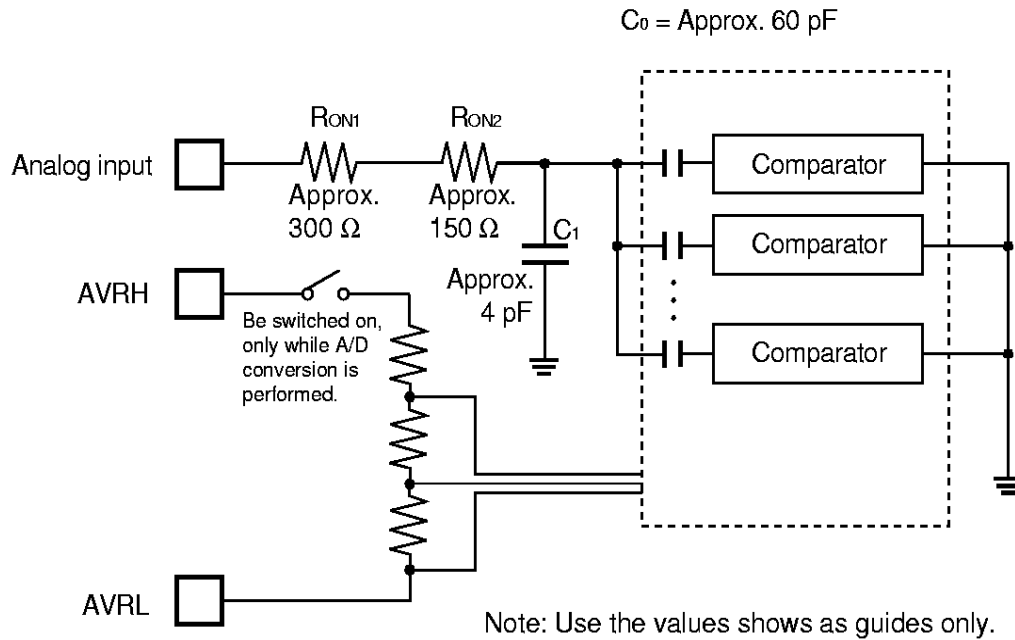 C₀ = Approx. 60 pF
RON1
RON2
Analog input
Approx.
300 Ω
Approx.
150 Ω
C₁
Approx.
4 pF
Comparator
Comparator
Comparator
AVRH
Be switched on,
only while A/D
conversion is
performed.
AVRL
Note: Use the values shows as guides only.